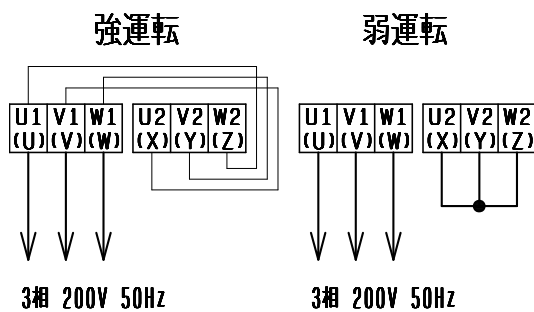 強運転 弱運転
U1 V1 W1 U2 V2 W2 U1 V1 W1 U2 V2 W2
(U) (V) (W) (X) (Y) (Z) (U) (V) (W) (X) (Y) (Z)
3相 200V 50Hz 3相 200V 50Hz